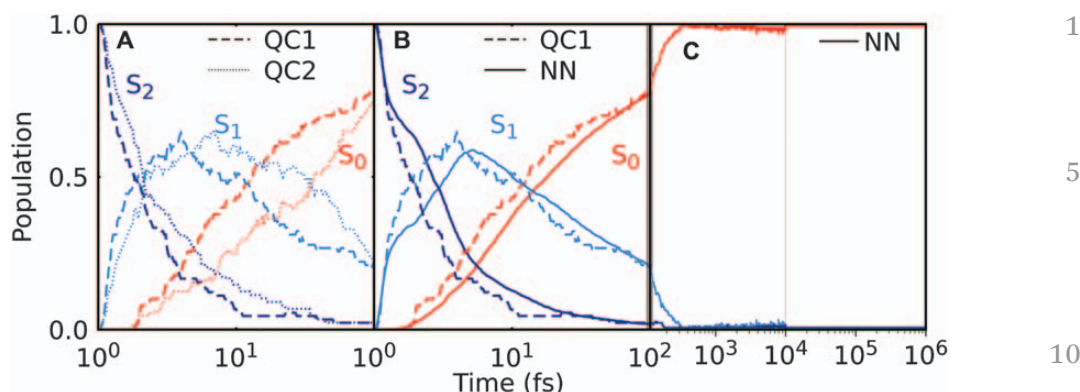 1.0
A
QC1
QC2
S2
S1
S0
B
QC1
NN
S2
S1
S0
C
NN
0.5
0.0
Population
10^0
10^1
10^0
10^1
10^2
10^3
10^4
10^5
10^6
Time (fs)
1
5
10